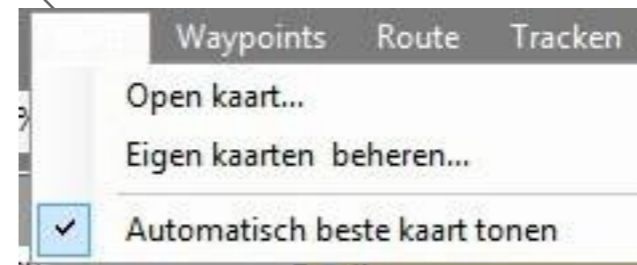 Waypoints Route Tracken
Open kaart...
Eigen kaarten beheren...
Automatisch beste kaart tonen